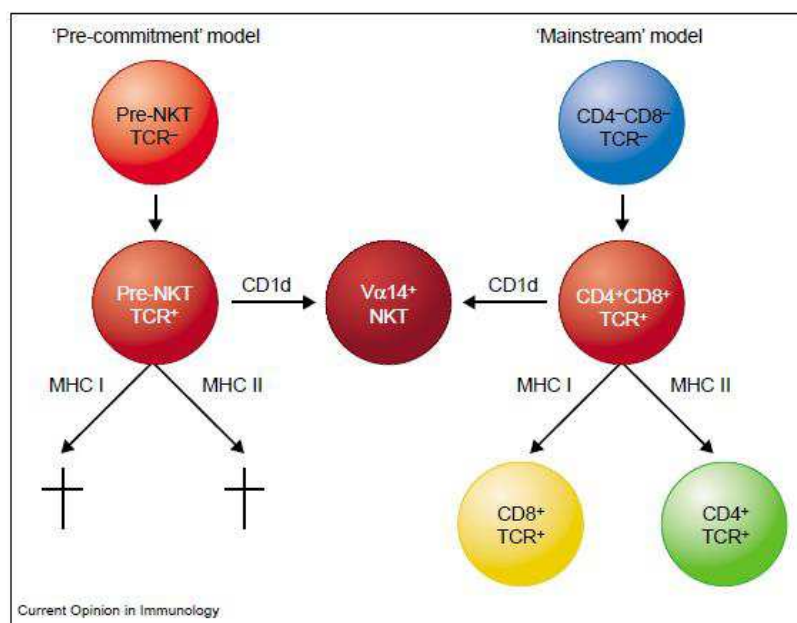 ‘Pre-commitment’ model
‘Mainstream’ model
Pre-NKT
TCR⁻
CD4⁻CD8⁻
TCR⁻
Pre-NKT
TCR⁺
CD1d
Vα14⁺
NKT
CD1d
CD4⁺CD8⁺
TCR⁺
MHC I
MHC II
MHC I
MHC II
CD8⁺
TCR⁺
CD4⁺
TCR⁺
Current Opinion in Immunology